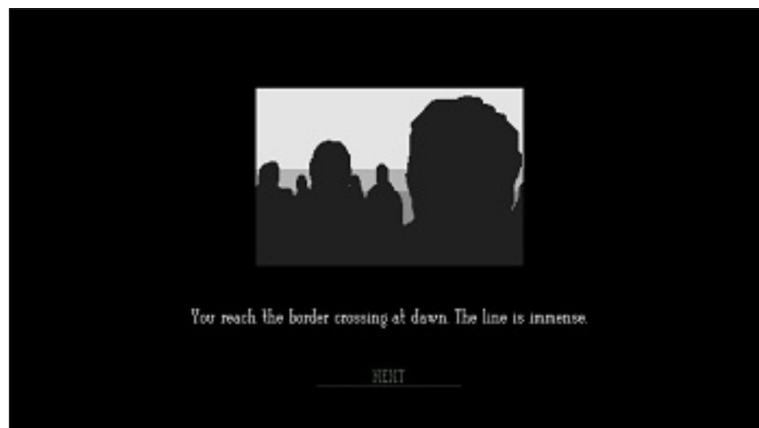 You reach the border crossing at dawn. The line is immense.
NEXT